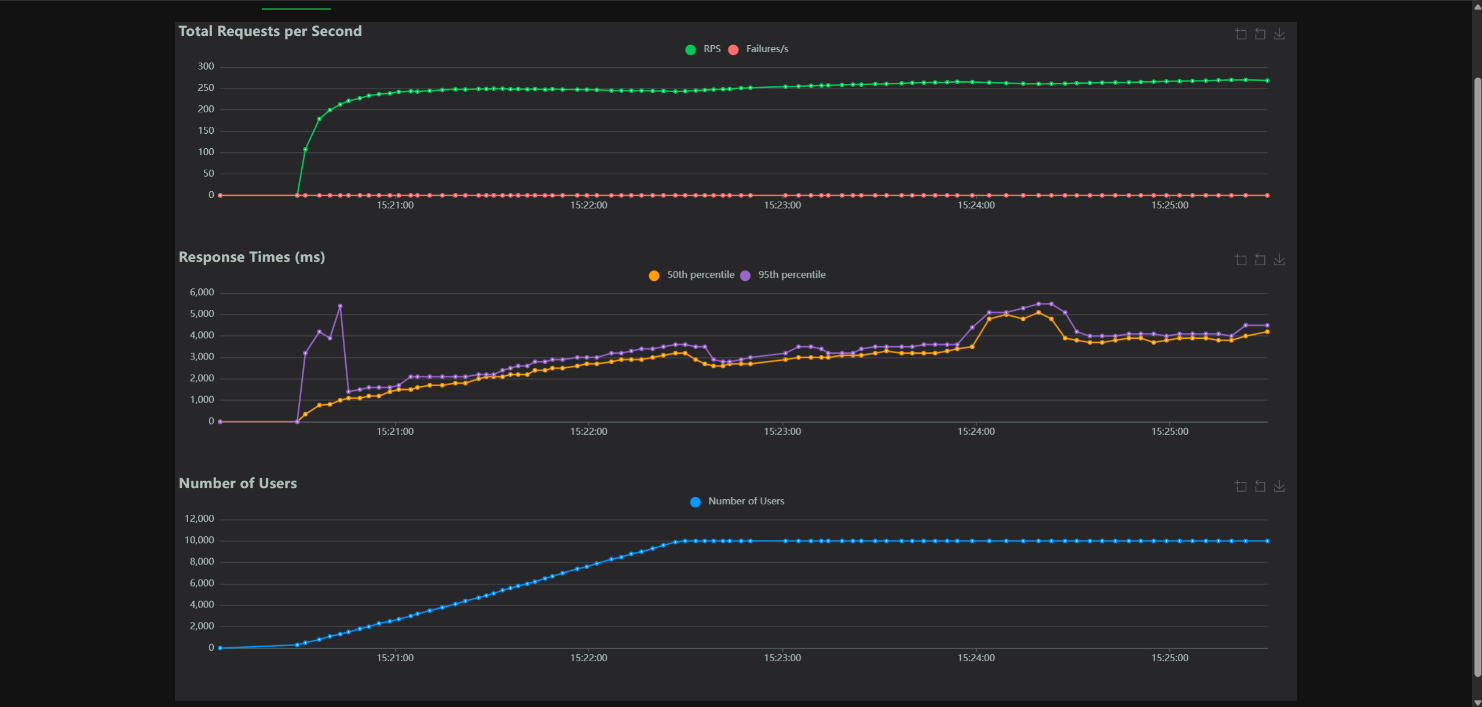 Total Requests per Second
RPS Failures/s
300
250
200
150
100
50
0
15:21:00 15:22:00 15:23:00 15:24:00 15:25:00
Response Times (ms)
50th percentile 95th percentile
6,000
5,000
4,000
3,000
2,000
1,000
0
15:21:00 15:22:00 15:23:00 15:24:00 15:25:00
Number of Users
Number of Users
12,000
10,000
8,000
6,000
4,000
2,000
0
15:21:00 15:22:00 15:23:00 15:24:00 15:25:00